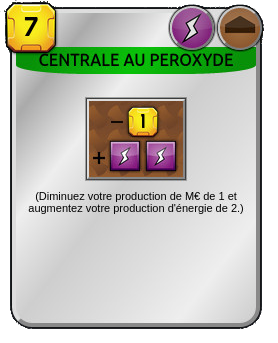 7
CENTRALE AU PEROXYDE
− 1
+
(Diminuez votre production de M€ de 1 et
augmentez votre production d'énergie de 2.)